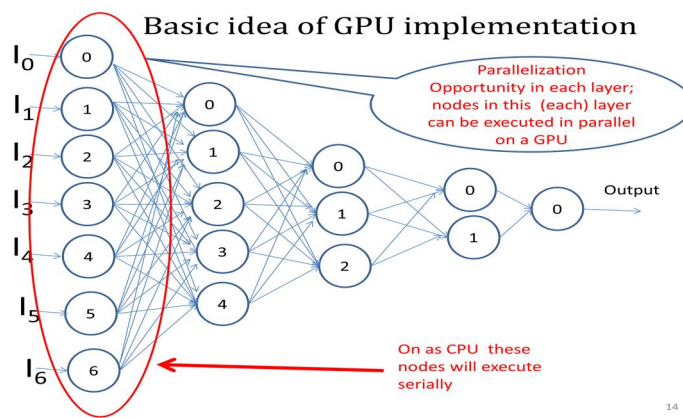 Basic idea of GPU implementation
I0
I1
I2
I3
I4
I5
I6
0
1
2
3
4
5
6
0
1
2
3
4
0
1
2
0
1
0
Output
Parallelization
Opportunity in each layer;
nodes in this (each) layer
can be executed in parallel
on a GPU
On as CPU these
nodes will execute
serially
14